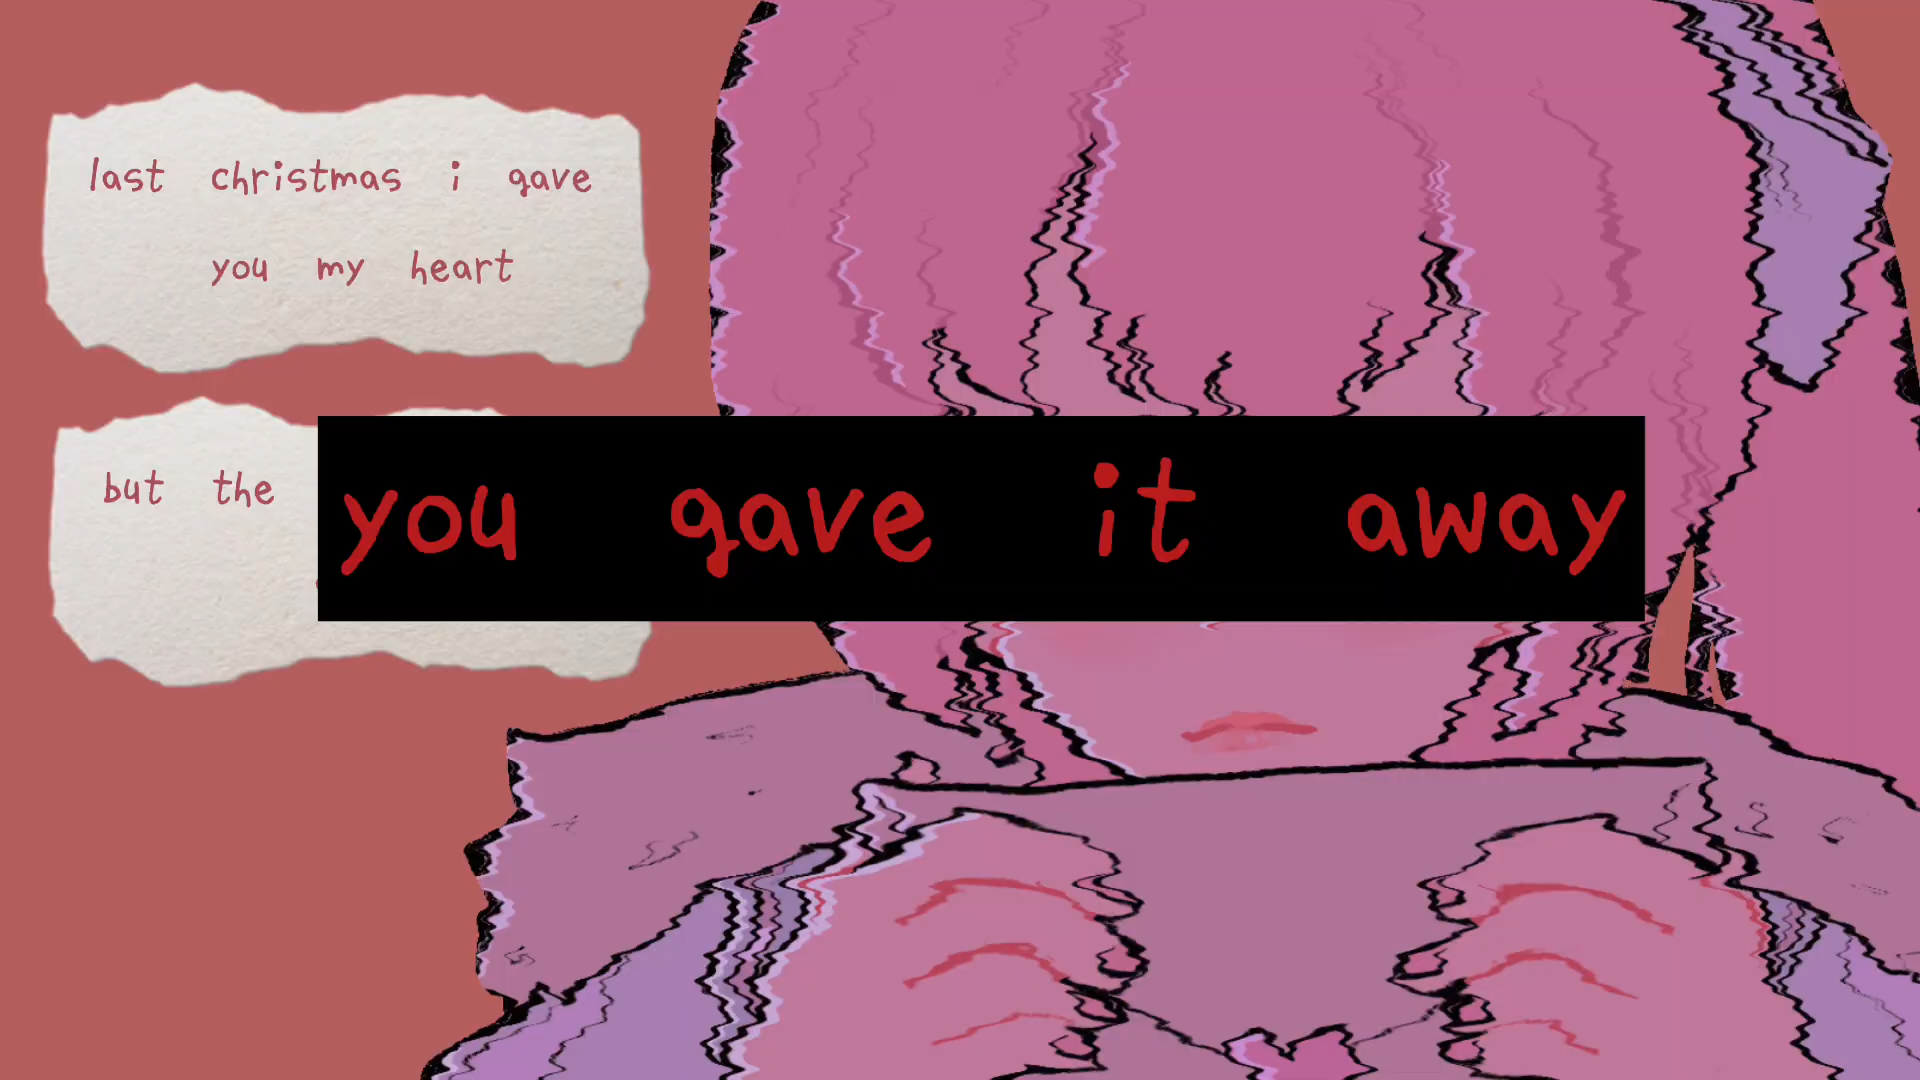 last christmas i gave
you my heart
but the
you gave it away